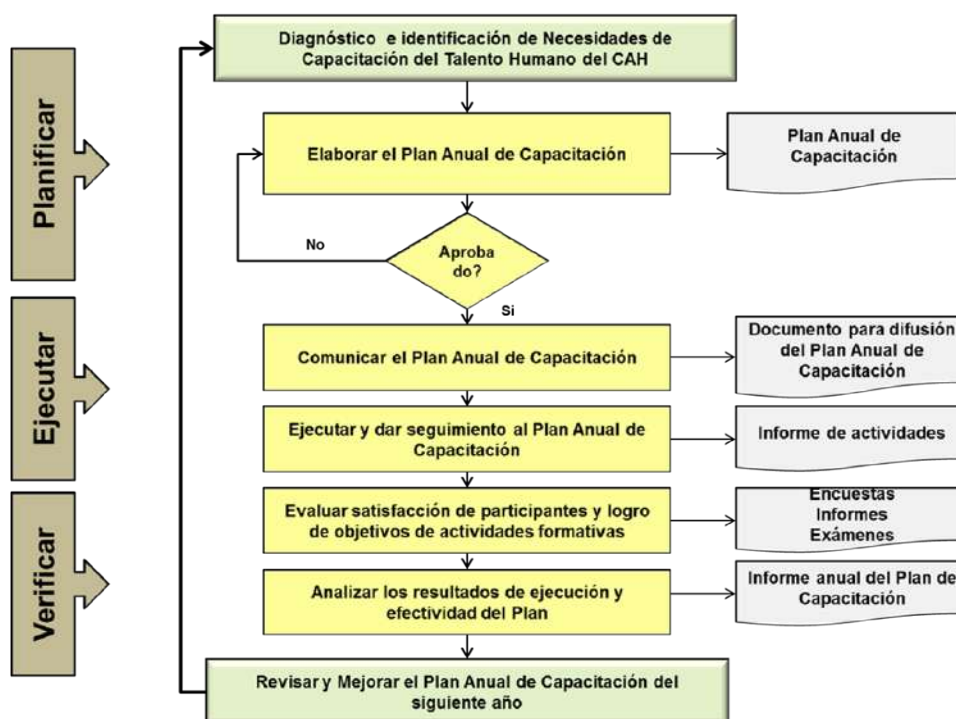 Planificar
Ejecutar
Verificar
Diagnóstico e identificación de Necesidades de
Capacitación del Talento Humano del CAH
Elaborar el Plan Anual de Capacitación
Plan Anual de
Capacitación
No
Aproba
do?
Si
Comunicar el Plan Anual de Capacitación
Documento para difusión
del Plan Anual de
Capacitación
Ejecutar y dar seguimiento al Plan Anual de
Capacitación
Informe de actividades
Evaluar satisfacción de participantes y logro
de objetivos de actividades formativas
Encuestas
Informes
Exámenes
Analizar los resultados de ejecución y
efectividad del Plan
Informe anual del Plan de
Capacitación
Revisar y Mejorar el Plan Anual de Capacitación del
siguiente año